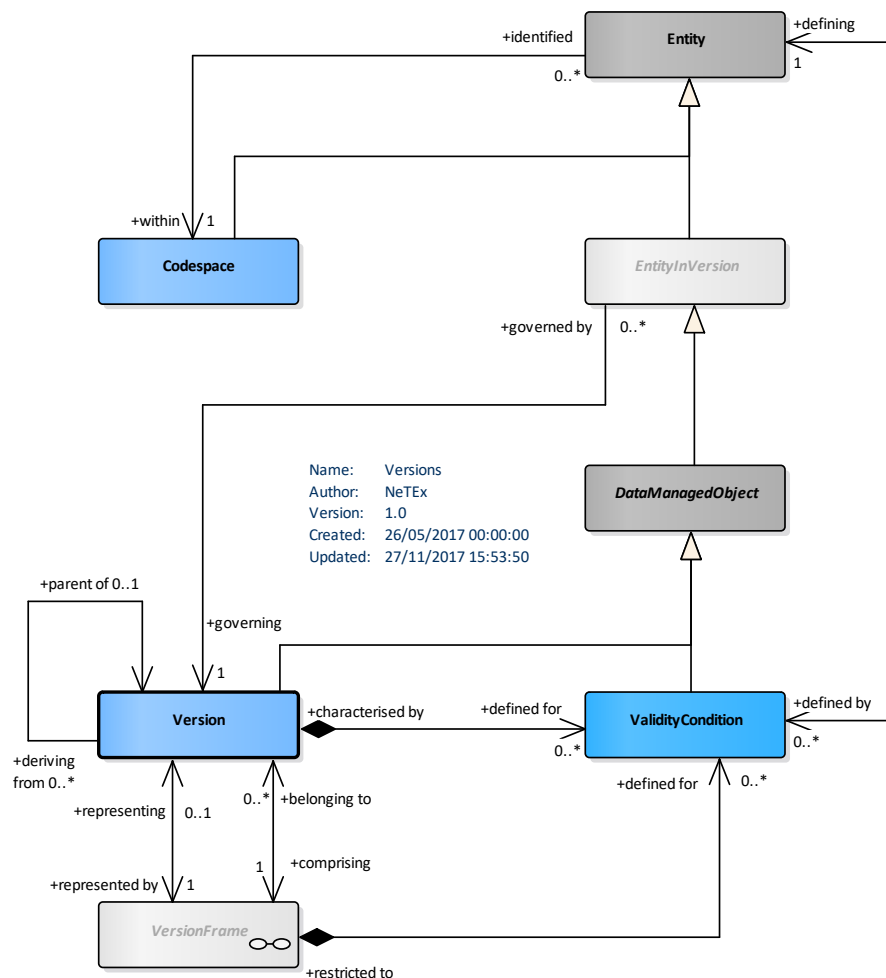 +identified
Entity
+defining
0..*
1
+within
1
Codespace
EntityInVersion
+governed by
0..*
Name: Versions
Author: NeTEx
Version: 1.0
Created: 26/05/2017 00:00:00
Updated: 27/11/2017 15:53:50
DataManagedObject
+parent of 0..1
+governing
1
Version
+characterised by
+defined for
0..*
ValidityCondition
+defined by
0..*
+deriving
from 0..*
+representing
0..1
0..*
+belonging to
+defined for
0..*
+represented by
1
1
+comprising
VersionFrame
+restricted to